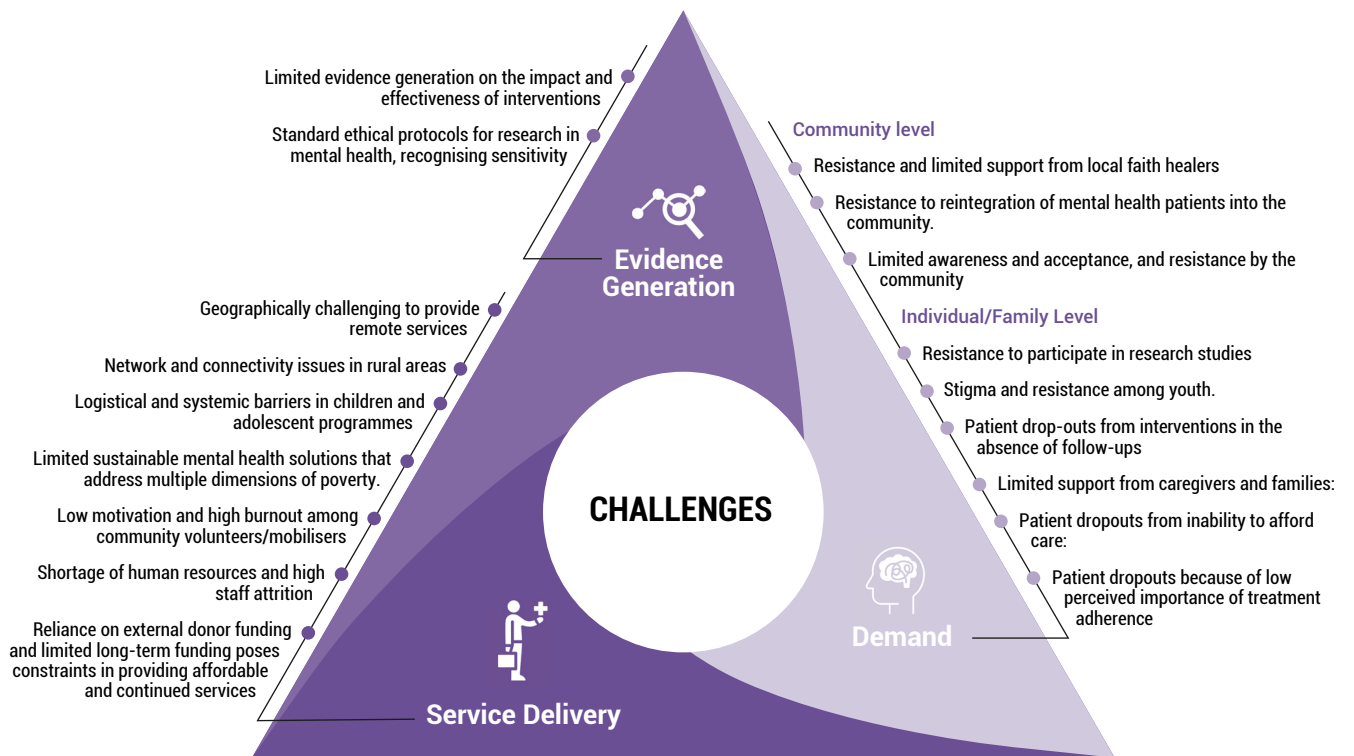 Limited evidence generation on the impact and
effectiveness of interventions
Standard ethical protocols for research in
mental health, recognising sensitivity
Evidence
Generation
Geographically challenging to provide
remote services
Network and connectivity issues in rural areas
Logistical and systemic barriers in children and
adolescent programmes
Limited sustainable mental health solutions that
address multiple dimensions of poverty.
Low motivation and high burnout among
community volunteers/mobilisers
Shortage of human resources and high
staff attrition
Reliance on external donor funding
and limited long-term funding poses
constraints in providing affordable
and continued services
Service Delivery
CHALLENGES
Community level
Resistance and limited support from local faith healers
Resistance to reintegration of mental health patients into the
community.
Limited awareness and acceptance, and resistance by the
community
Individual/Family Level
Resistance to participate in research studies
Stigma and resistance among youth.
Patient drop-outs from interventions in the
absence of follow-ups
Limited support from caregivers and families:
Patient dropouts from inability to afford
care:
Patient dropouts because of low
perceived importance of treatment
adherence
Demand